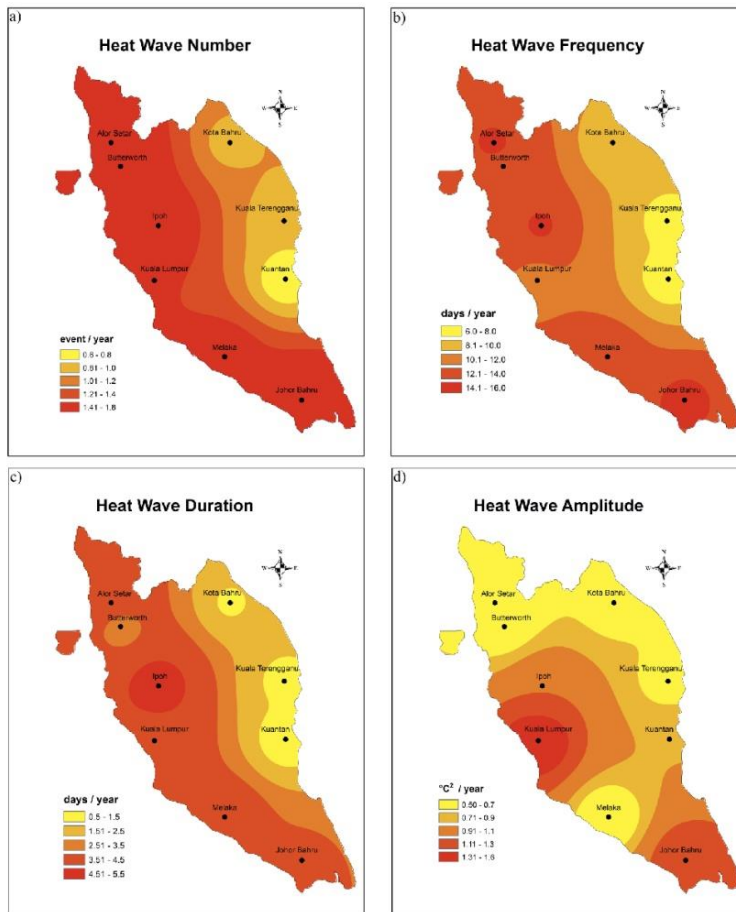 a)
Heat Wave Number
N
W E
S
Alor Setar
Kota Bahru
Butterworth
Kuala Terengganu
Ipoh
Kuala Lumpur
Kuantan
event / year
0.6 - 0.8
0.81 - 1.0
1.01 - 1.2
1.21 - 1.4
1.41 - 1.8
Melaka
Johor Bahru
b)
Heat Wave Frequency
N
W E
S
Alor Setar
Kota Bahru
Butterworth
Kuala Terengganu
Ipoh
Kuala Lumpur
Kuantan
days / year
6.0 - 8.0
8.1 - 10.0
10.1 - 12.0
12.1 - 14.0
14.1 - 16.0
Melaka
Johor Bahru
c)
Heat Wave Duration
N
W E
S
Alor Setar
Kota Bahru
Butterworth
Kuala Terengganu
Ipoh
Kuala Lumpur
Kuantan
days / year
0.5 - 1.5
1.51 - 2.5
2.51 - 3.5
3.51 - 4.5
4.51 - 5.5
Melaka
Johor Bahru
d)
Heat Wave Amplitude
N
W E
S
Alor Setar
Kota Bahru
Butterworth
Kuala Terengganu
Ipoh
Kuala Lumpur
Kuantan
°C² / year
0.50 - 0.7
0.71 - 0.9
0.91 - 1.1
1.11 - 1.3
1.31 - 1.6
Melaka
Johor Bahru